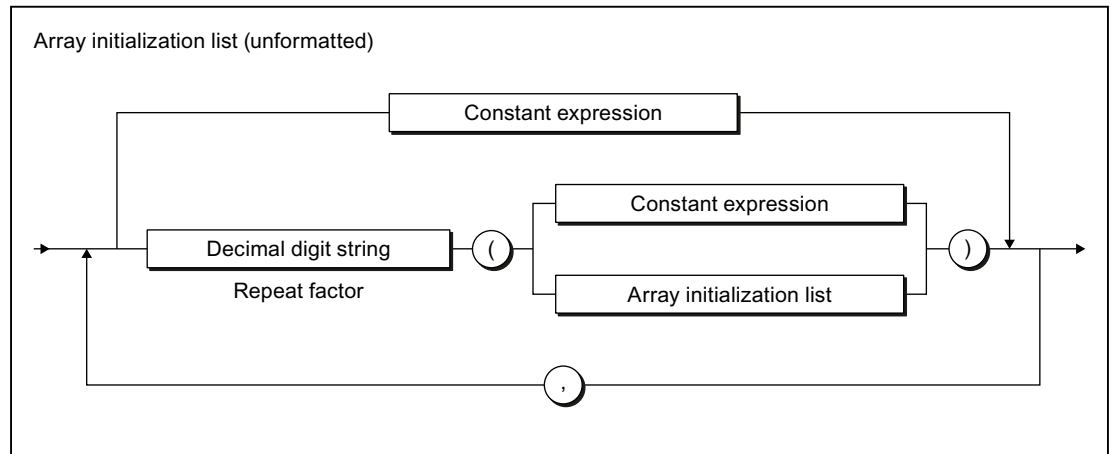 Array initialization list (unformatted)
Constant expression
Constant expression
Decimal digit string
(
)
Repeat factor
Array initialization list
,